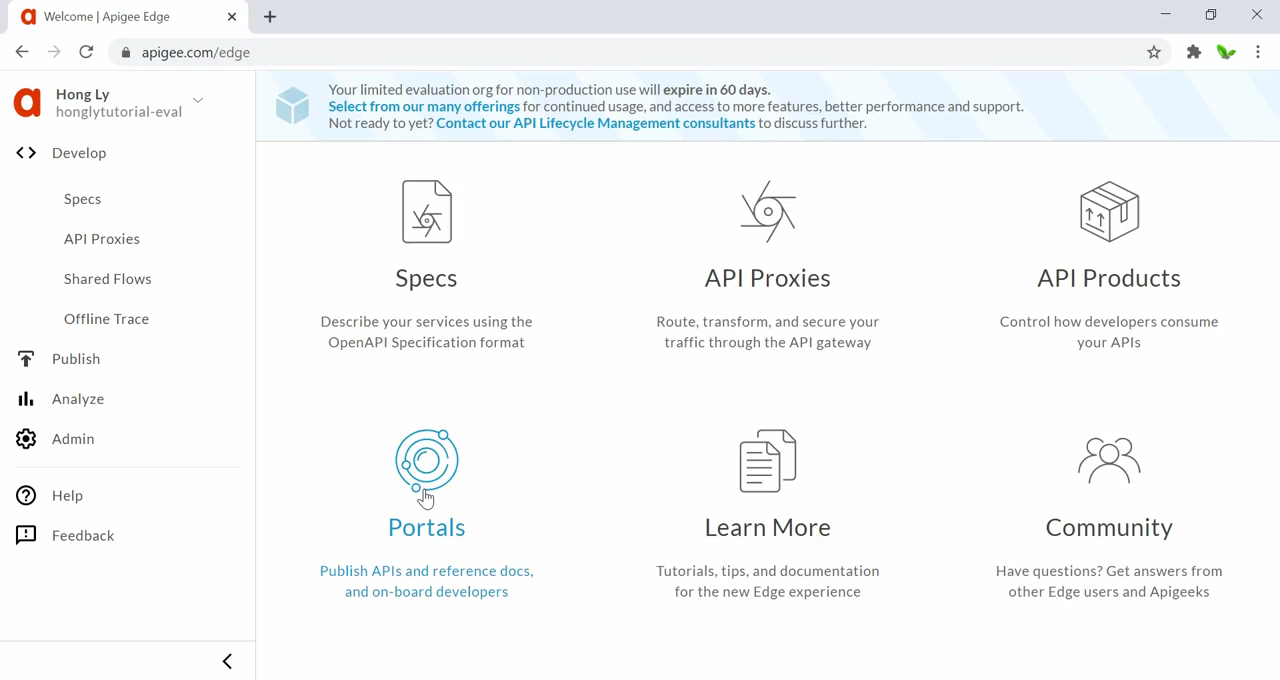 Welcome | Apigee Edge
apigee.com/edge
Hong Ly
honglytutorial-eval
Your limited evaluation org for non-production use will expire in 60 days.
Select from our many offerings for continued usage, and access to more features, better performance and support.
Not ready to yet? Contact our API Lifecycle Management consultants to discuss further.
Develop
Specs
API Proxies
Shared Flows
Offline Trace
Publish
Analyze
Admin
Help
Feedback
Specs
Describe your services using the
OpenAPI Specification format
API Proxies
Route, transform, and secure your
traffic through the API gateway
API Products
Control how developers consume
your APIs
Portals
Publish APIs and reference docs,
and on-board developers
Learn More
Tutorials, tips, and documentation
for the new Edge experience
Community
Have questions? Get answers from
other Edge users and Apigeeks